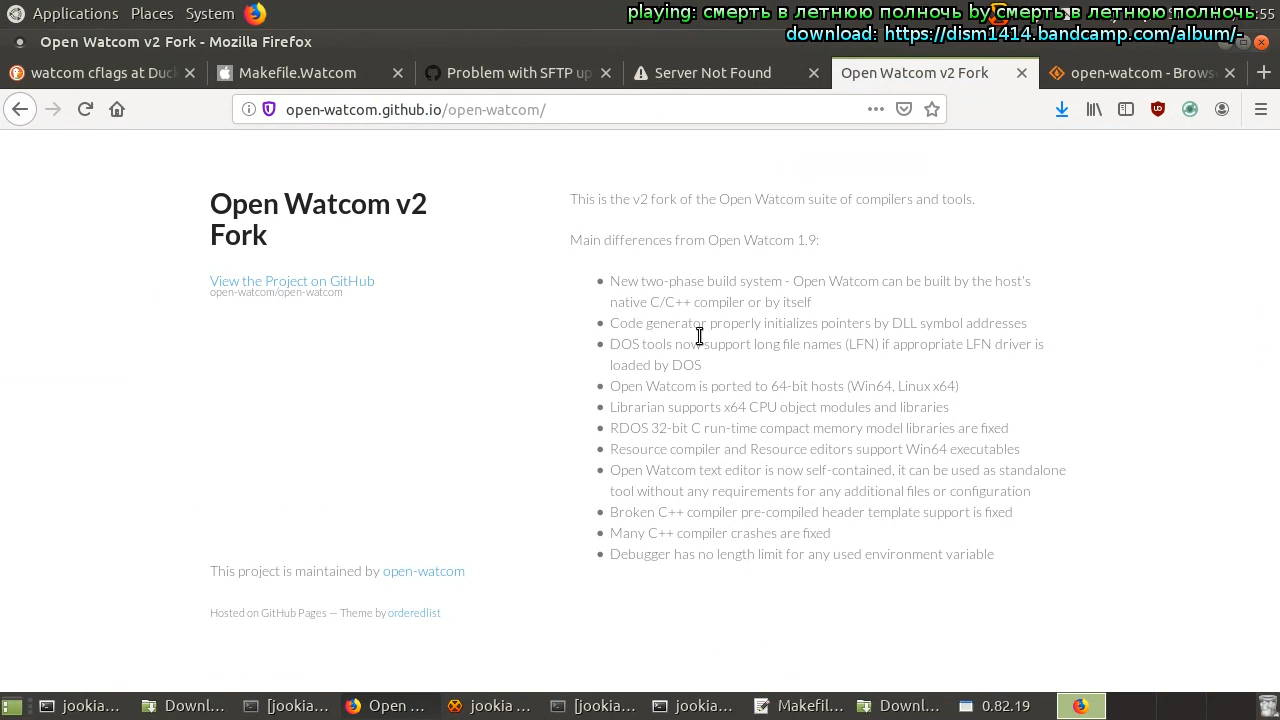 Applications Places System
playing: смерть в летнюю полночь by смерть в летнюю полночь
:55
download: https://dism1414.bandcamp.com/album/-
Open Watcom v2 Fork - Mozilla Firefox
watcom cflags at Duck
Makefile.Watcom
Problem with SFTP up
Server Not Found
Open Watcom v2 Fork
open-watcom - Brows
open-watcom.github.io/open-watcom/
Open Watcom v2
Fork
View the Project on GitHub
open-watcom/open-watcom
This project is maintained by open-watcom
Hosted on GitHub Pages — Theme by orderedlist
This is the v2 fork of the Open Watcom suite of compilers and tools.
Main differences from Open Watcom 1.9:
New two-phase build system - Open Watcom can be built by the host's
native C/C++ compiler or by itself
Code generator properly initializes pointers by DLL symbol addresses
DOS tools now support long file names (LFN) if appropriate LFN driver is
loaded by DOS
Open Watcom is ported to 64-bit hosts (Win64, Linux x64)
Librarian supports x64 CPU object modules and libraries
RDOS 32-bit C run-time compact memory model libraries are fixed
Resource compiler and Resource editors support Win64 executables
Open Watcom text editor is now self-contained, it can be used as standalone
tool without any requirements for any additional files or configuration
Broken C++ compiler pre-compiled header template support is fixed
Many C++ compiler crashes are fixed
Debugger has no length limit for any used environment variable
jookia... Downl... [jookia... Open ... jookia ... [jookia... jookia... Makefil... Downl... 0.82.19